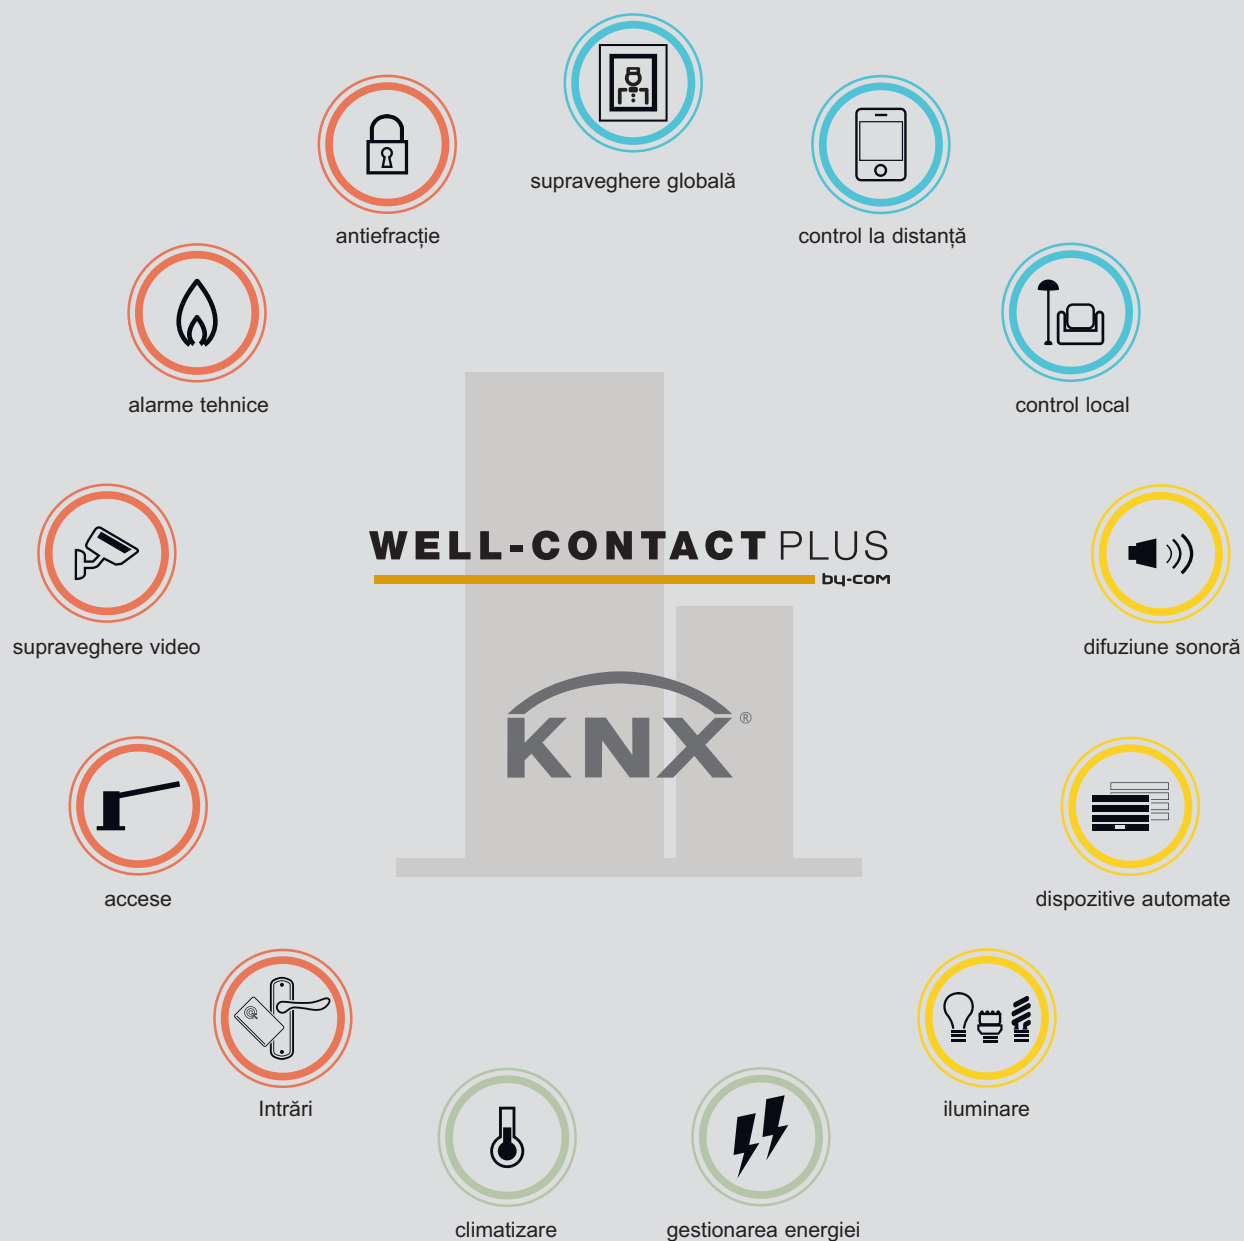 supraveghere globală
antiefracție
control la distanță
alarme tehnice
control local
WELL-CONTACT PLUS
by-com
supraveghere video
difuziune sonoră
KNX®
accese
dispozitive automate
Intrări
iluminare
climatizare
gestionarea energiei